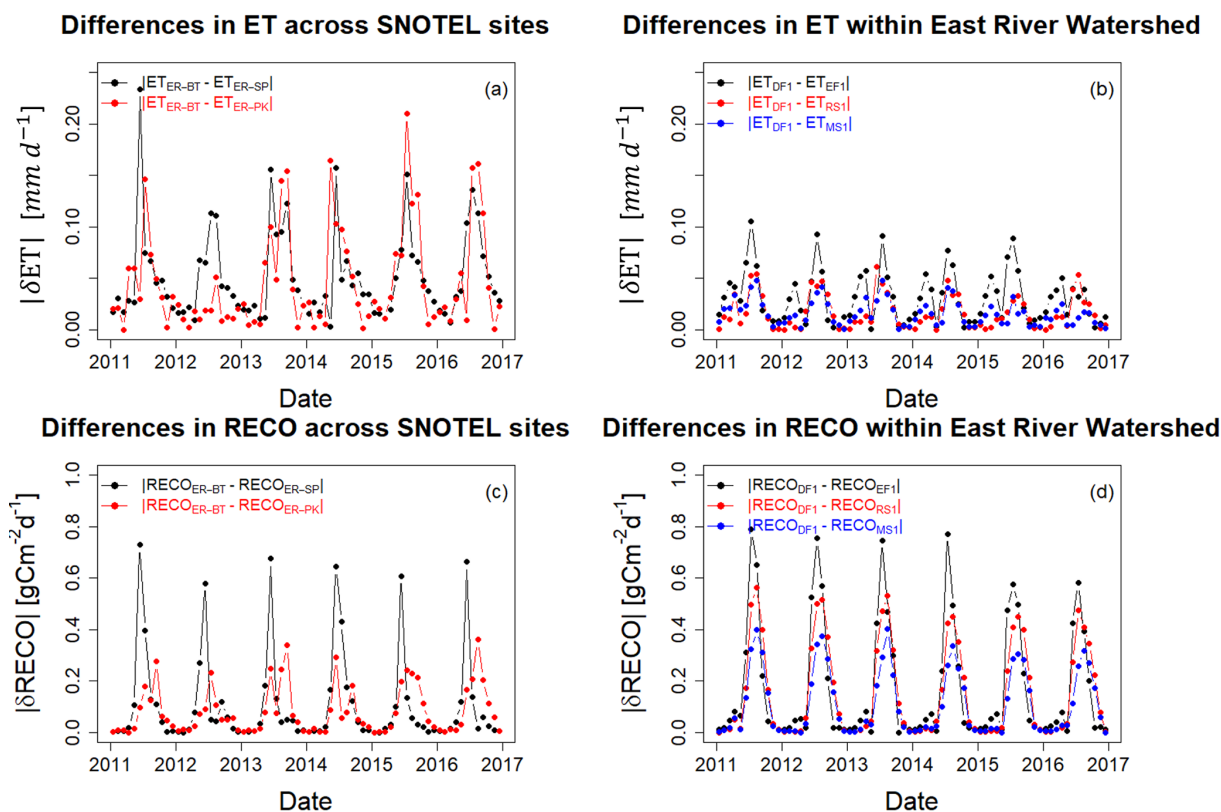 Differences in ET across SNOTEL sites
|δET| [mm d⁻¹]
0.00 0.10 0.20
|ET_ER−BT - ET_ER−SP|
|ET_ER−BT - ET_ER−PK|
(a)
2011 2012 2013 2014 2015 2016 2017
Date
Differences in ET within East River Watershed
|δET| [mm d⁻¹]
0.00 0.10 0.20
|ET_DF1 - ET_EF1|
|ET_DF1 - ET_RS1|
|ET_DF1 - ET_MS1|
(b)
2011 2012 2013 2014 2015 2016 2017
Date
Differences in RECO across SNOTEL sites
|δRECO| [gCm⁻²d⁻¹]
0.0 0.2 0.4 0.6 0.8 1.0
|RECO_ER−BT - RECO_ER−SP|
|RECO_ER−BT - RECO_ER−PK|
(c)
2011 2012 2013 2014 2015 2016 2017
Date
Differences in RECO within East River Watershed
|δRECO| [gCm⁻²d⁻¹]
0.0 0.2 0.4 0.6 0.8 1.0
|RECO_DF1 - RECO_EF1|
|RECO_DF1 - RECO_RS1|
|RECO_DF1 - RECO_MS1|
(d)
2011 2012 2013 2014 2015 2016 2017
Date